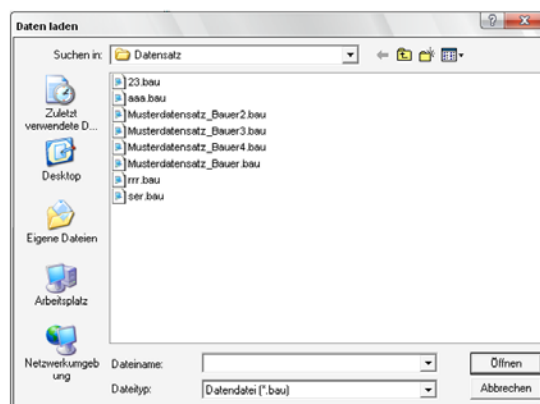 Daten laden
Suchen in: Datensatz
Zuletzt
verwendete D...
Desktop
Eigene Dateien
Arbeitsplatz
Netzwerkumgeb
ung
23.bau
aaa.bau
Musterdatensatz_Bauer2.bau
Musterdatensatz_Bauer3.bau
Musterdatensatz_Bauer4.bau
Musterdatensatz_Bauer.bau
rrr.bau
ser.bau
Dateiname:
Öffnen
Dateityp: Datendatei (*.bau)
Abbrechen